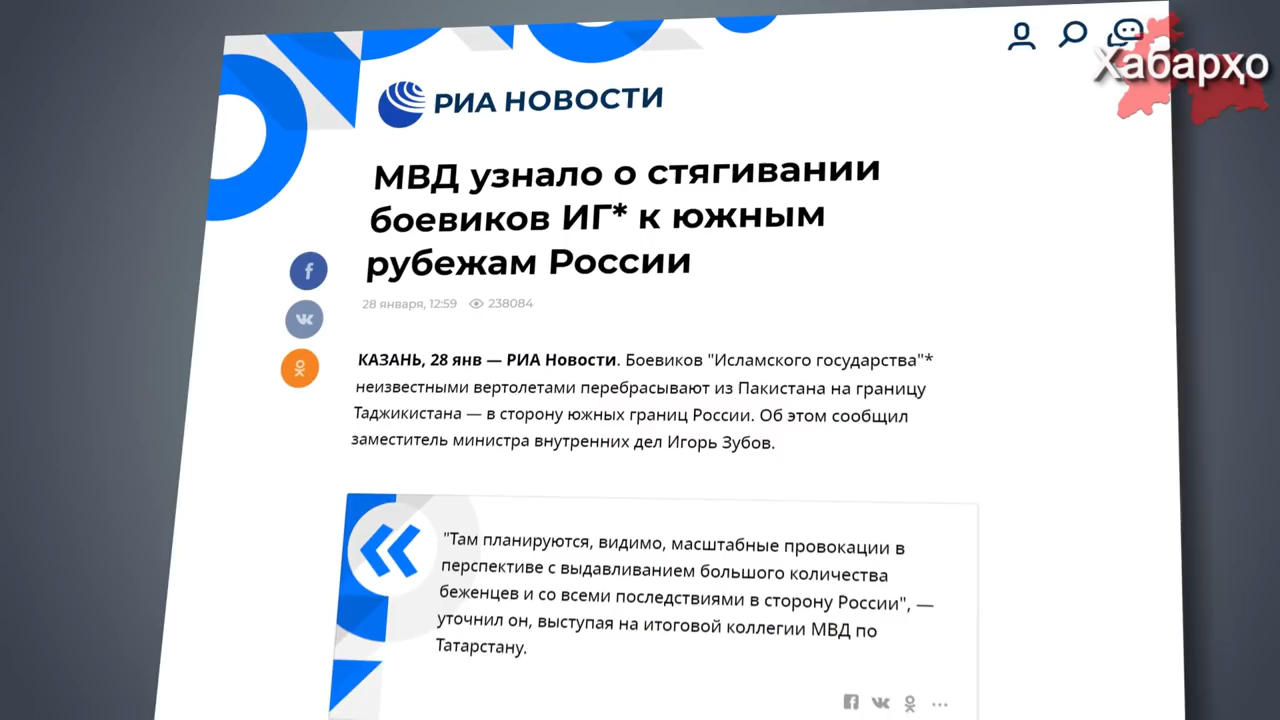 Хабарҳо
РИА НОВОСТИ
МВД узнало о стягивании
боевиков ИГ* к южным
рубежам России
28 января, 12:59 238084
КАЗАНЬ, 28 янв — РИА Новости. Боевиков "Исламского государства"*
неизвестными вертолетами перебрасывают из Пакистана на границу
Таджикистана — в сторону южных границ России. Об этом сообщил
заместитель министра внутренних дел Игорь Зубов.
"Там планируются, видимо, масштабные провокации в
перспективе с выдавливанием большого количества
беженцев и со всеми последствиями в сторону России", —
уточнил он, выступая на итоговой коллегии МВД по
Татарстану.